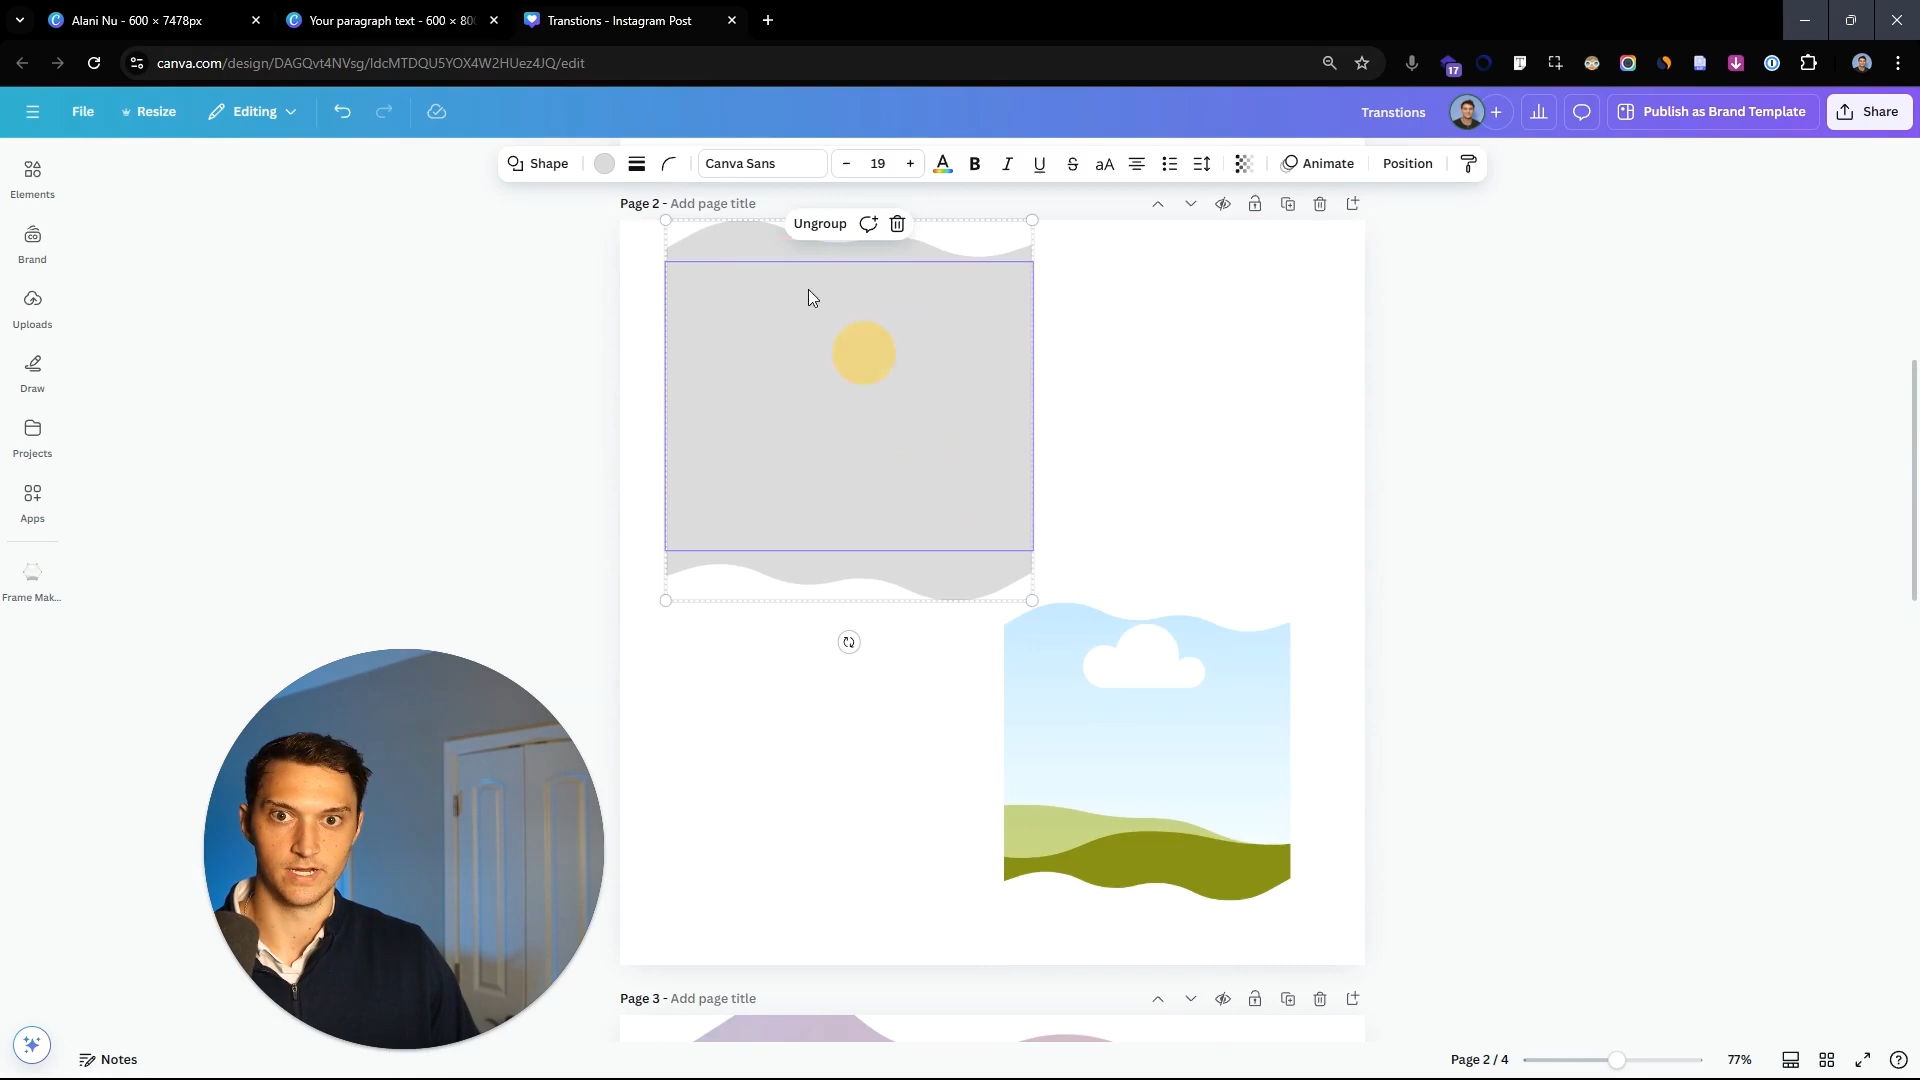 Alani Nu - 600 × 7478px
Your paragraph text - 600 × 80
Transtions - Instagram Post
canva.com/design/DAGQvt4NVsg/ldcMTDQU5YOX4W2HUez4JQ/edit
17
File
Resize
Editing
Transtions
Publish as Brand Template
Share
Shape
Canva Sans
− 19 +
A
B
I
U
S
aA
Animate
Position
Elements
Brand
Uploads
Draw
Projects
Apps
Frame Mak...
Page 2 - Add page title
Ungroup
Page 3 - Add page title
Notes
Page 2 / 4
77%